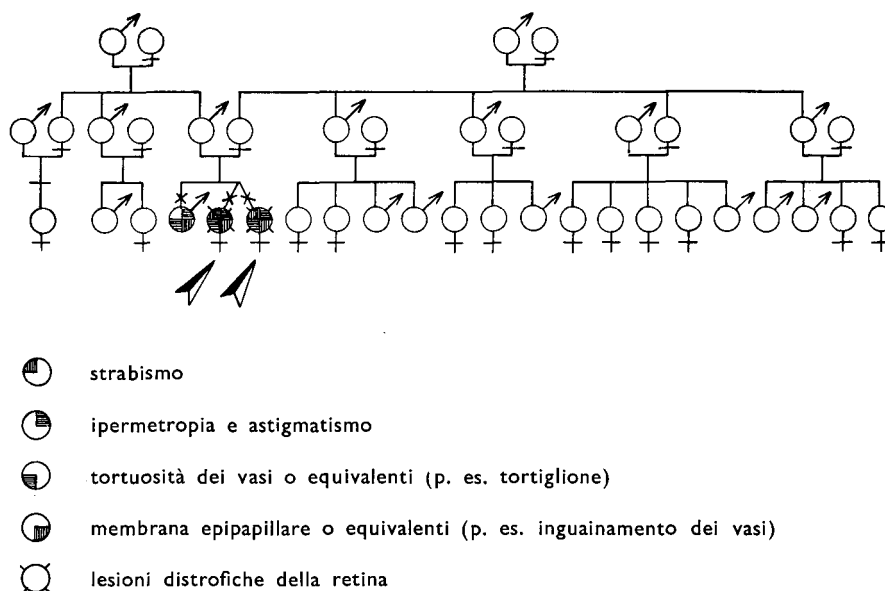 strabismo
ipermetropia e astigmatismo
tortuosità dei vasi o equivalenti (p. es. tortiglione)
membrana epipapillare o equivalenti (p. es. inguainamento dei vasi)
lesioni distrofiche della retina